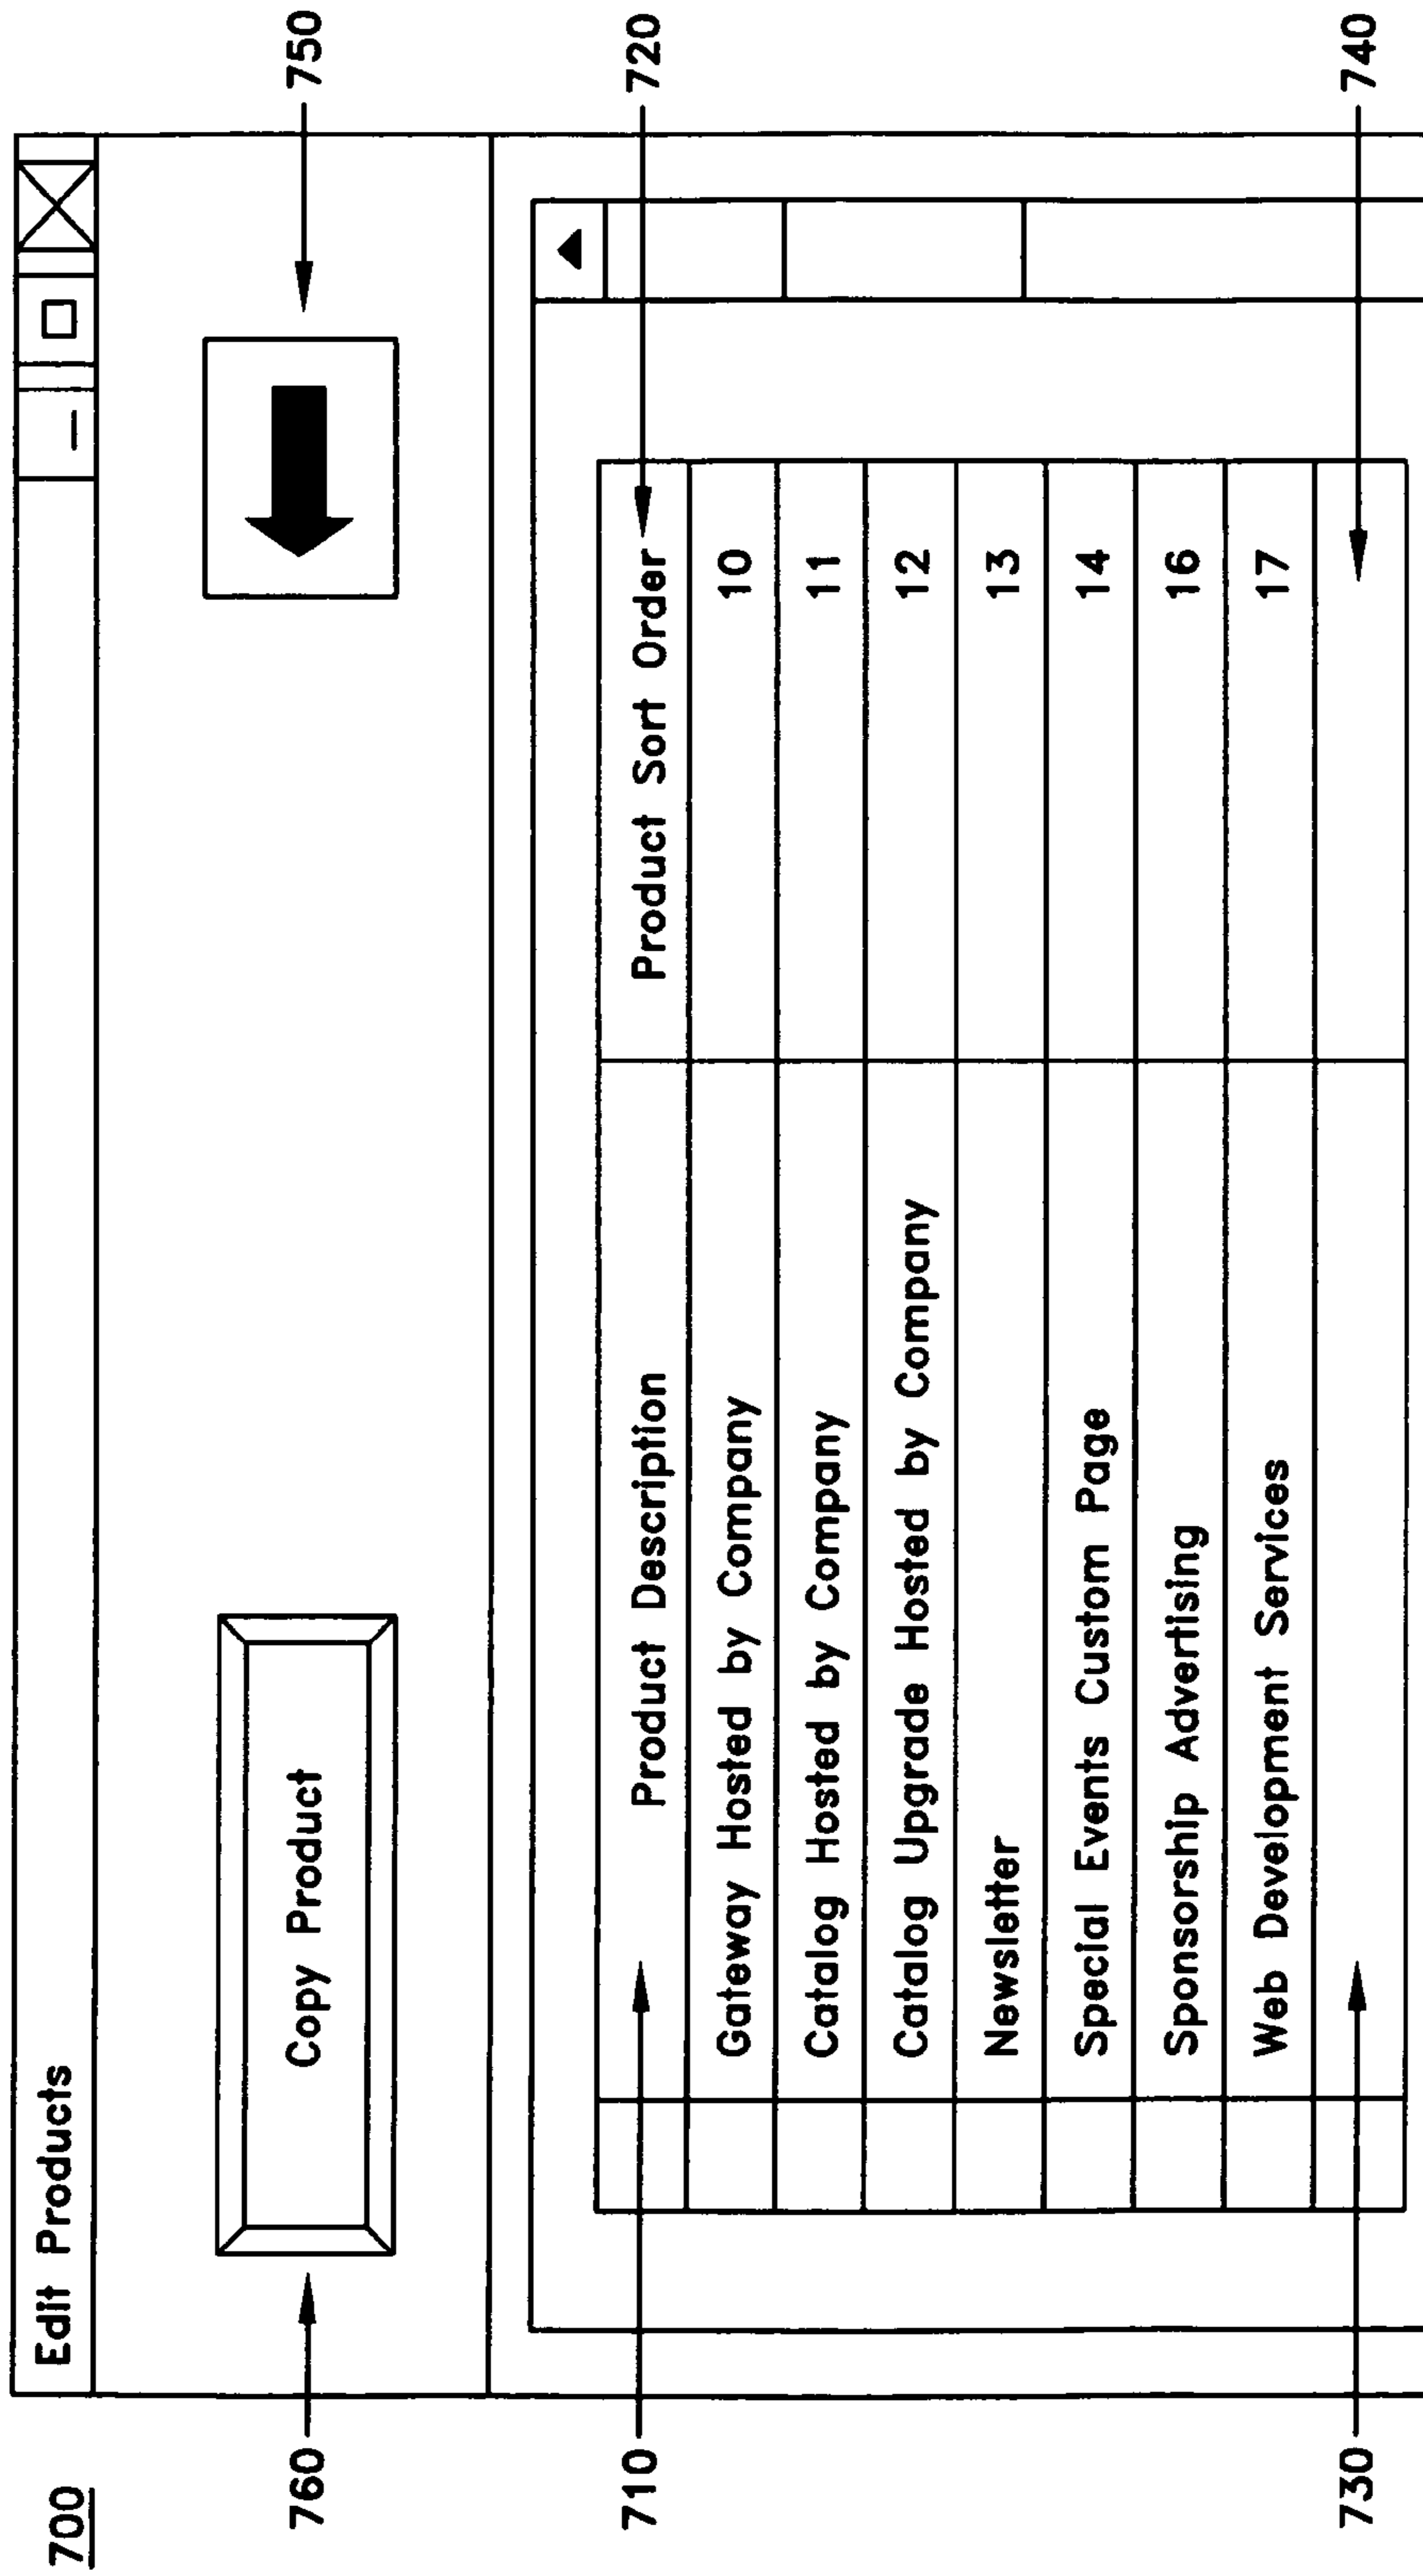 700
Edit Products
760
Copy Product
750
710
Product Description Product Sort Order
720
Gateway Hosted by Company 10
Catalog Hosted by Company 11
Catalog Upgrade Hosted by Company 12
Newsletter 13
Special Events Custom Page 14
Sponsorship Advertising 16
Web Development Services 17
730
740